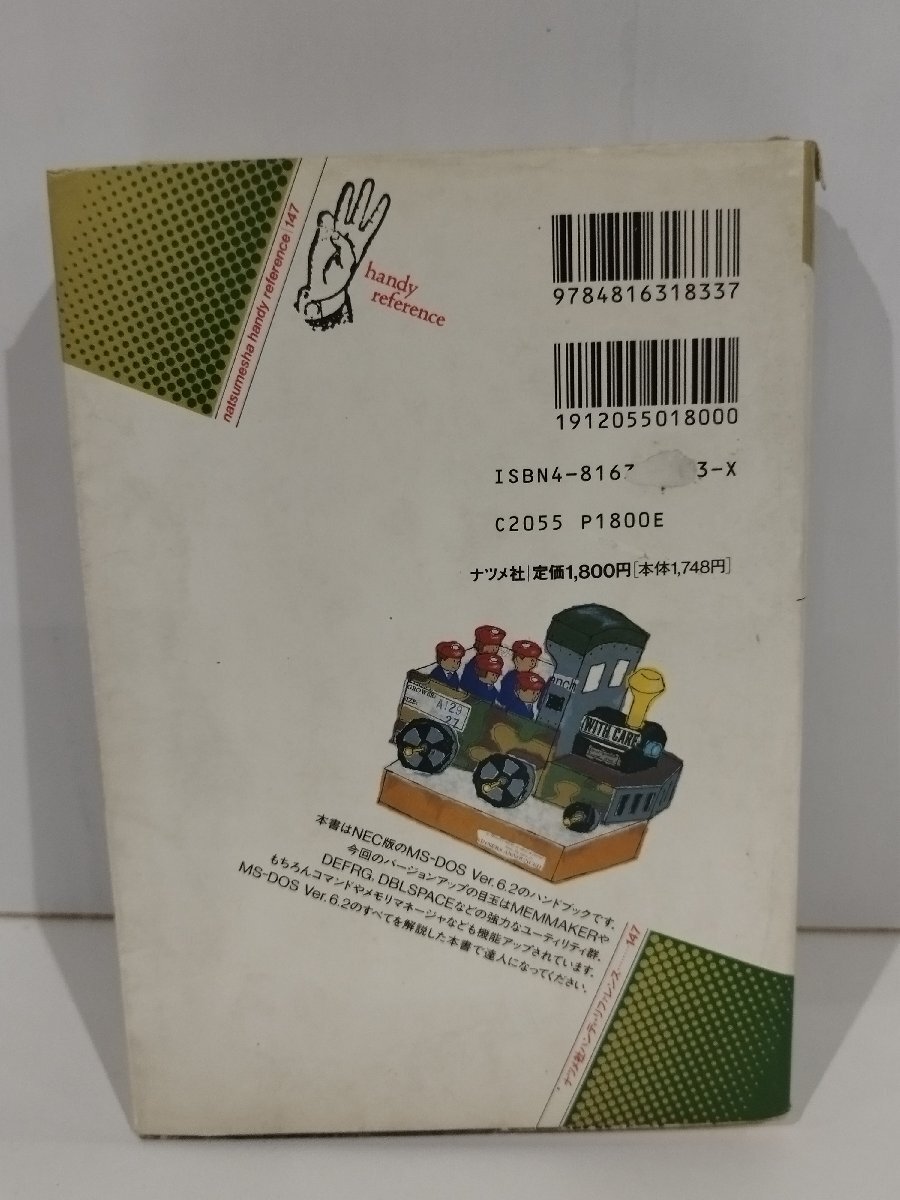 natsumesha handy reference | 147
handy
reference
9784816318337
1912055018000
ISBN4-816 3-X
C2055 P1800E
ナツメ社|定価1,800円[本体1,748円]
GROWER:
SIZE:
A129
27
WITH CARE
本書はNEC版のMS-DOS Ver.6.2のハンドブックです.
今回のバージョンアップの目玉はMEMMAKERや
DEFRG, DBLSPACEなどの強力なユーティリティ群.
もちろんコマンドやメモリマネージャなども機能アップされています.
MS-DOS Ver.6.2のすべてを解説した本書で達人になってください.
ナツメ社ハンディ・リファレンス……147